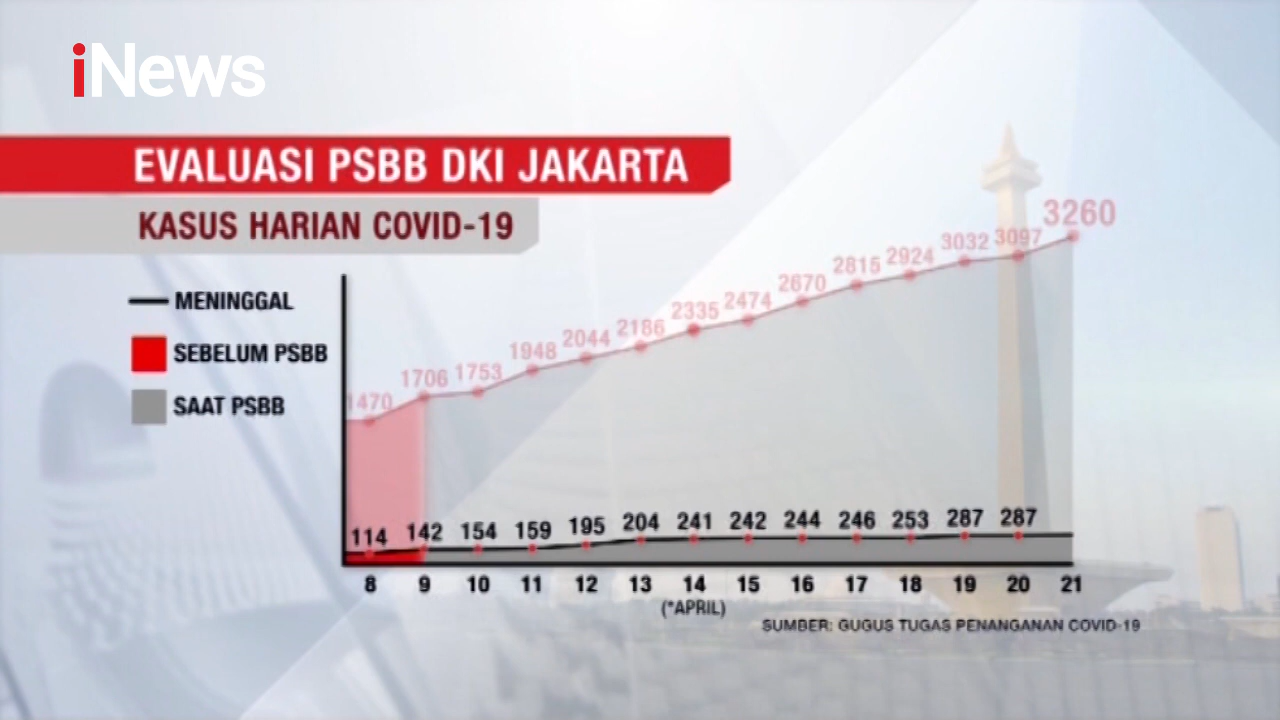 iNews
EVALUASI PSBB DKI JAKARTA
KASUS HARIAN COVID-19
MENINGGAL
SEBELUM PSBB
SAAT PSBB
1470 1706 1753 1948 2044 2186 2335 2474 2670 2815 2924 3032 3097 3260
114 142 154 159 195 204 241 242 244 246 253 287 287
8 9 10 11 12 13 14 15 16 17 18 19 20 21
(*APRIL)
SUMBER: GUGUS TUGAS PENANGANAN COVID-19